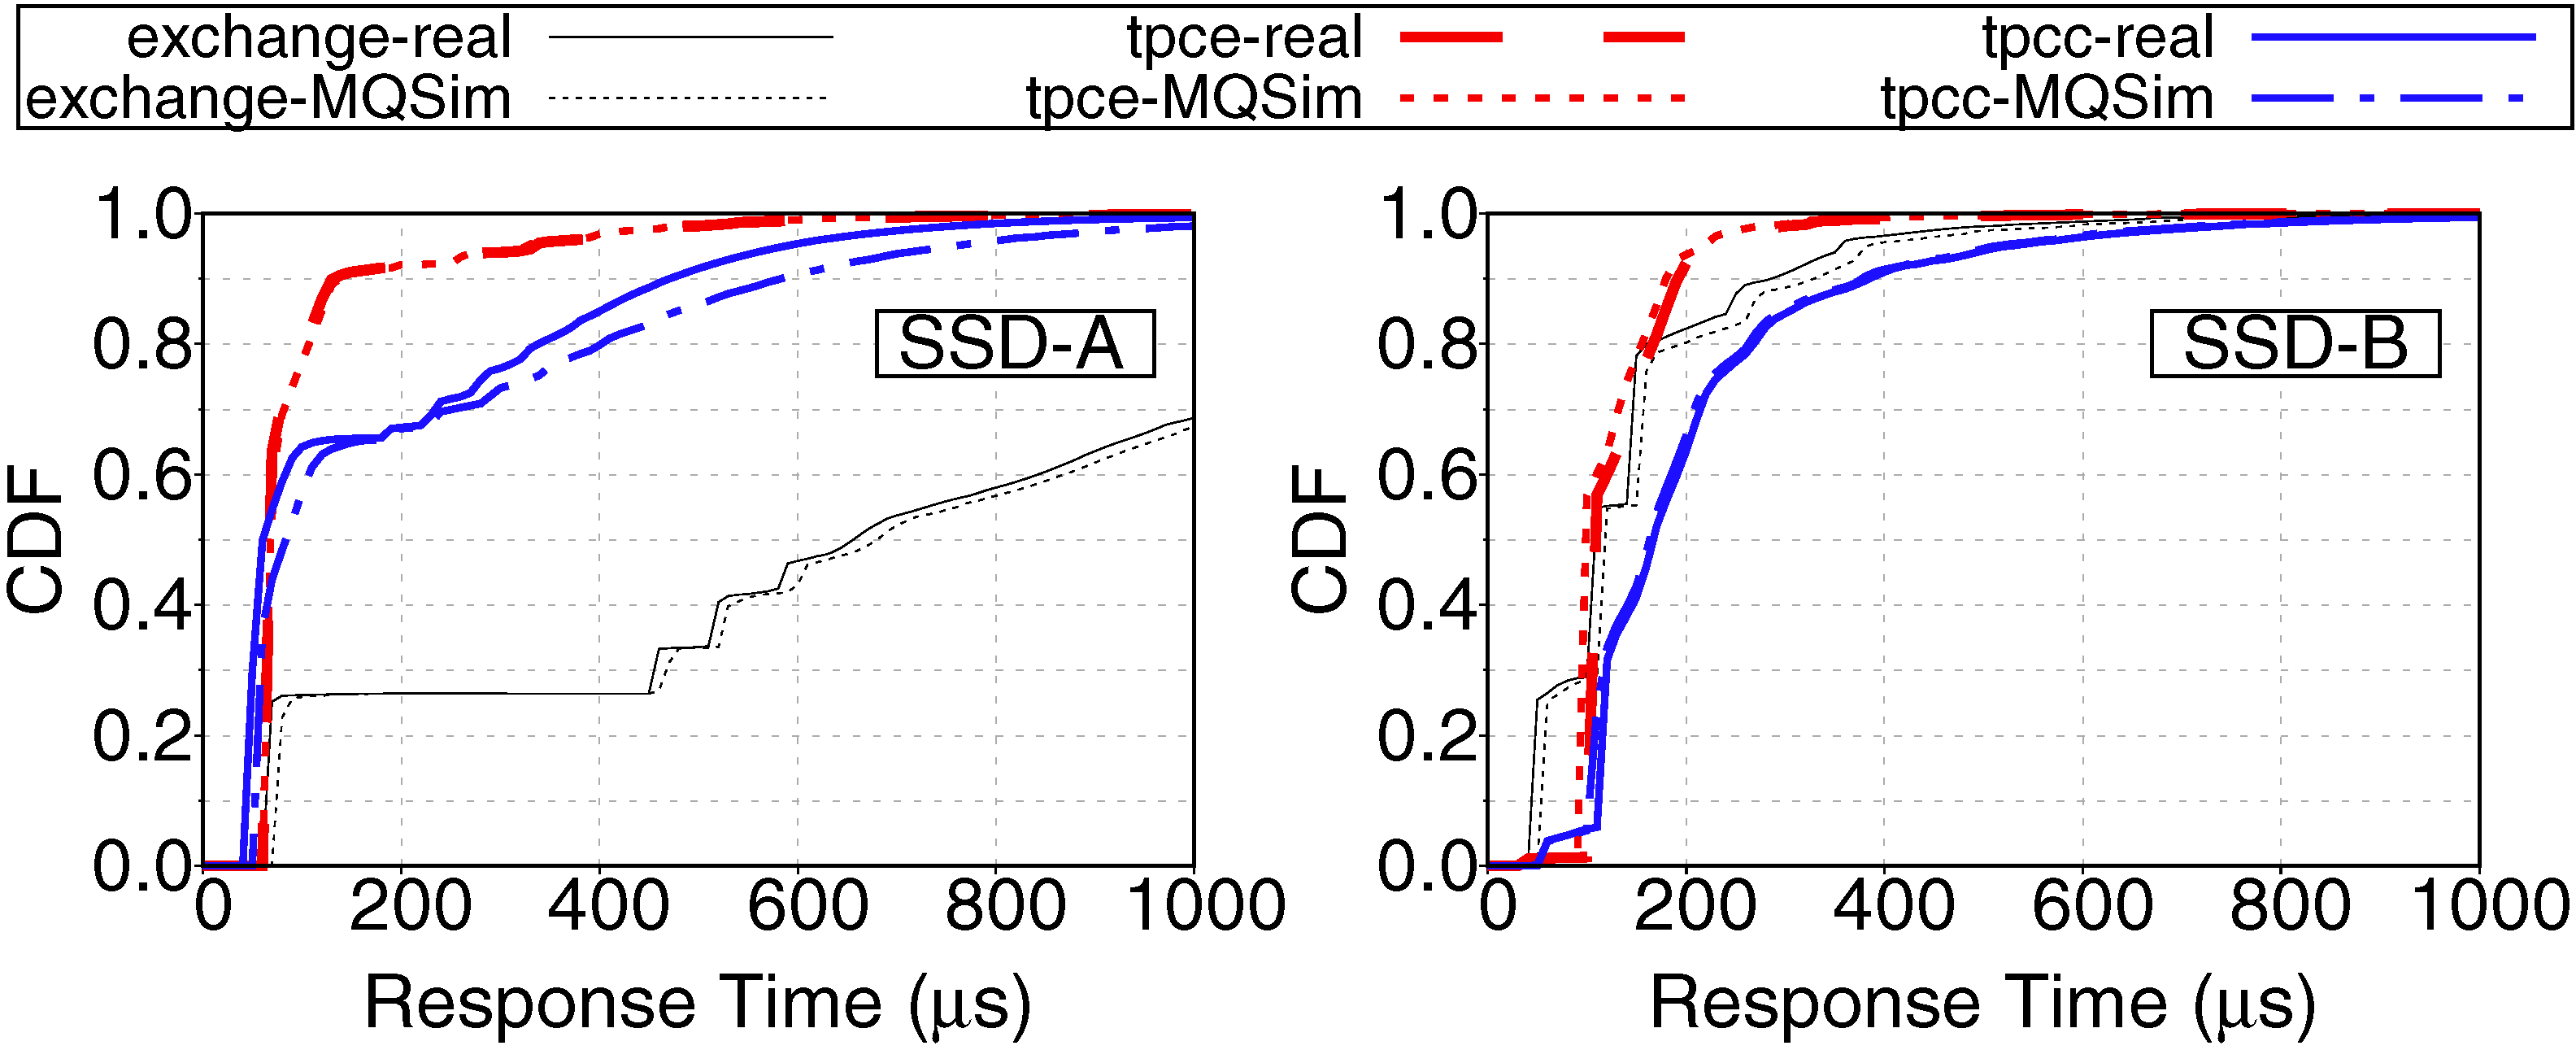 exchange-real tpce-real tpcc-real
exchange-MQSim tpce-MQSim tpcc-MQSim
1.0
0.8
0.6
0.4
0.2
0.0
CDF
SSD-A
0 200 400 600 800 1000
Response Time (μs)
1.0
0.8
0.6
0.4
0.2
0.0
CDF
SSD-B
0 200 400 600 800 1000
Response Time (μs)